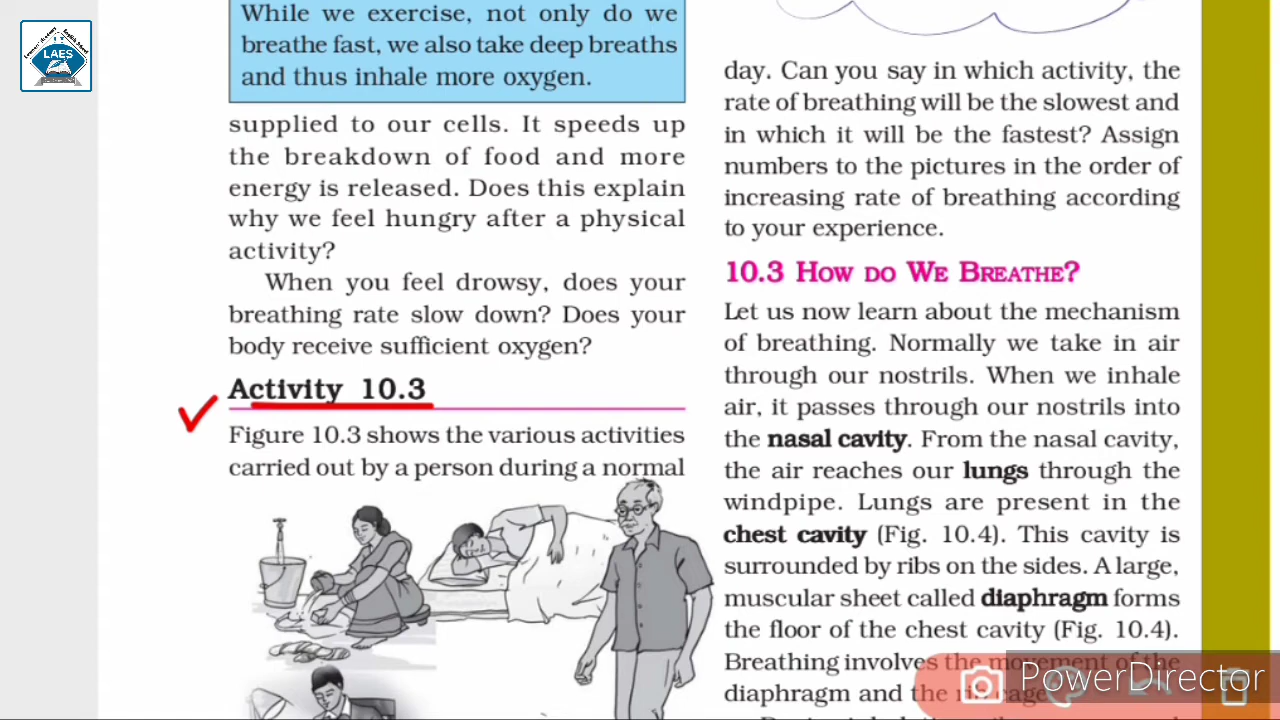 LAES
While we exercise, not only do we
breathe fast, we also take deep breaths
and thus inhale more oxygen.
supplied to our cells. It speeds up
the breakdown of food and more
energy is released. Does this explain
why we feel hungry after a physical
activity?
When you feel drowsy, does your
breathing rate slow down? Does your
body receive sufficient oxygen?
Activity 10.3
Figure 10.3 shows the various activities
carried out by a person during a normal
day. Can you say in which activity, the
rate of breathing will be the slowest and
in which it will be the fastest? Assign
numbers to the pictures in the order of
increasing rate of breathing according
to your experience.
10.3 HOW DO WE BREATHE?
Let us now learn about the mechanism
of breathing. Normally we take in air
through our nostrils. When we inhale
air, it passes through our nostrils into
the nasal cavity. From the nasal cavity,
the air reaches our lungs through the
windpipe. Lungs are present in the
chest cavity (Fig. 10.4). This cavity is
surrounded by ribs on the sides. A large,
muscular sheet called diaphragm forms
the floor of the chest cavity (Fig. 10.4).
Breathing involves the movement of the
diaphragm and the rib cage
PowerDirector